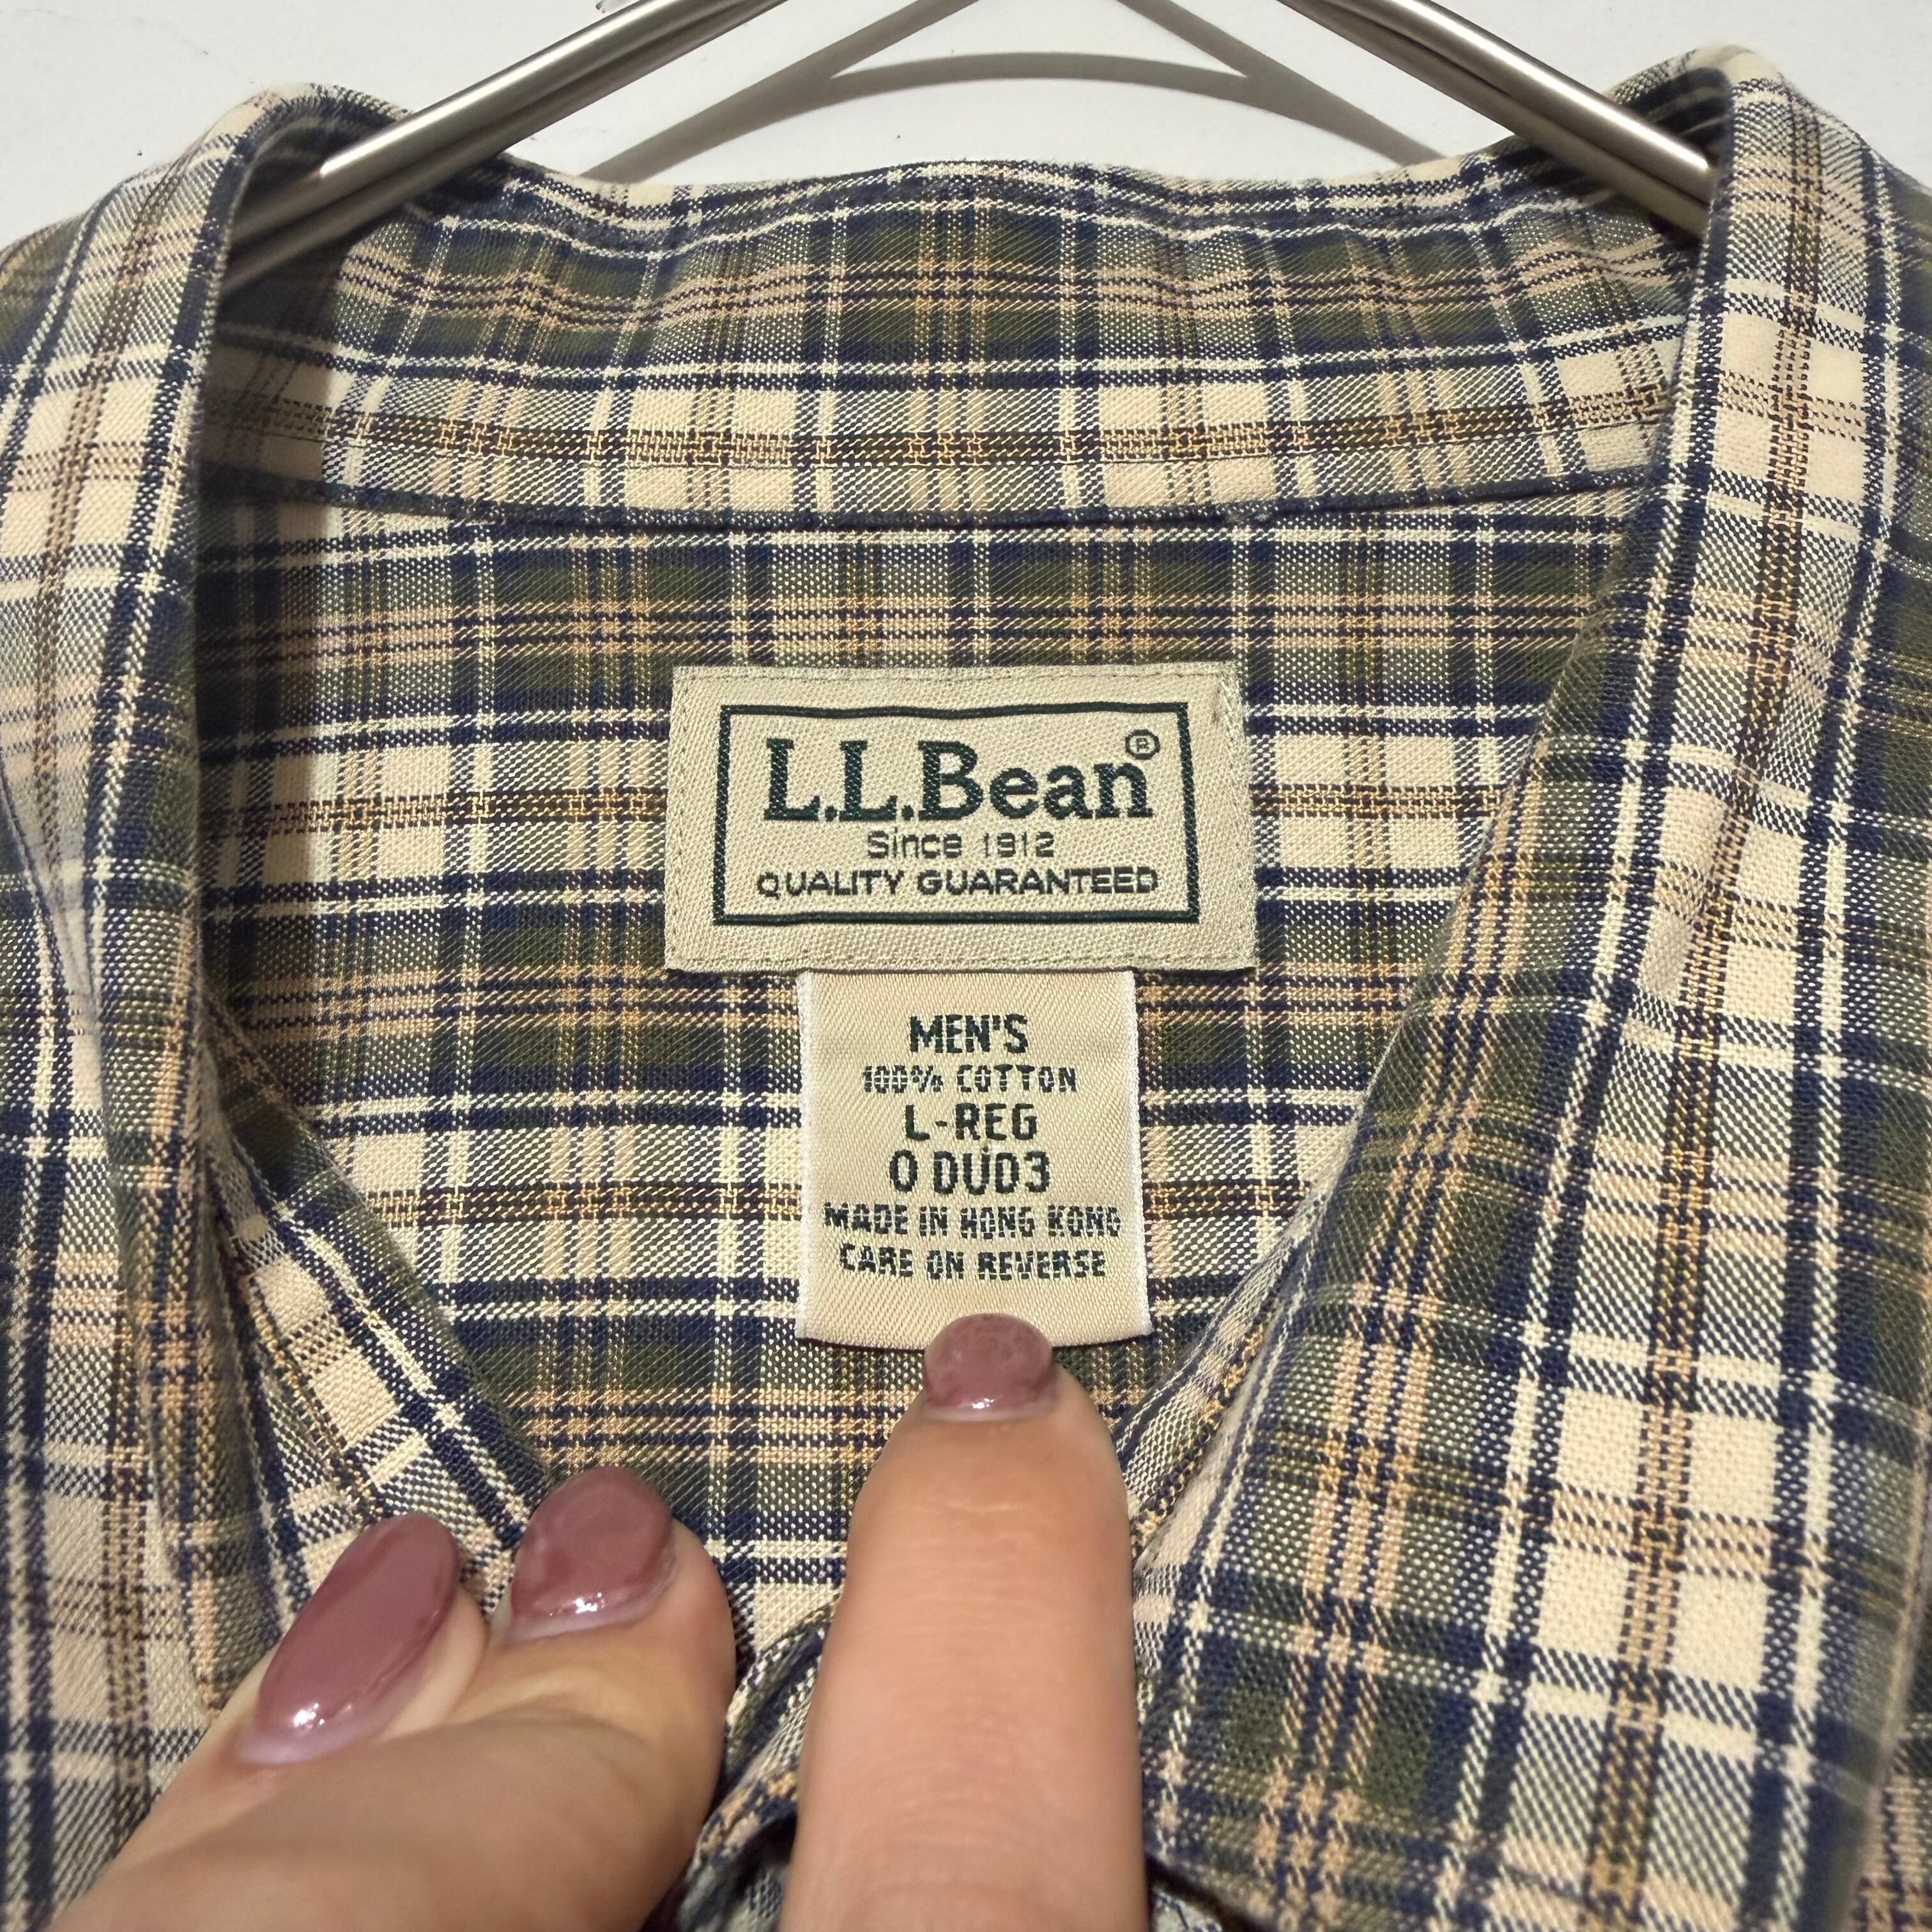 L.L.Bean®
Since 1912
QUALITY GUARANTEED
MEN'S
100% COTTON
L-REG
0 DUD3
MADE IN HONG KONG
CARE ON REVERSE